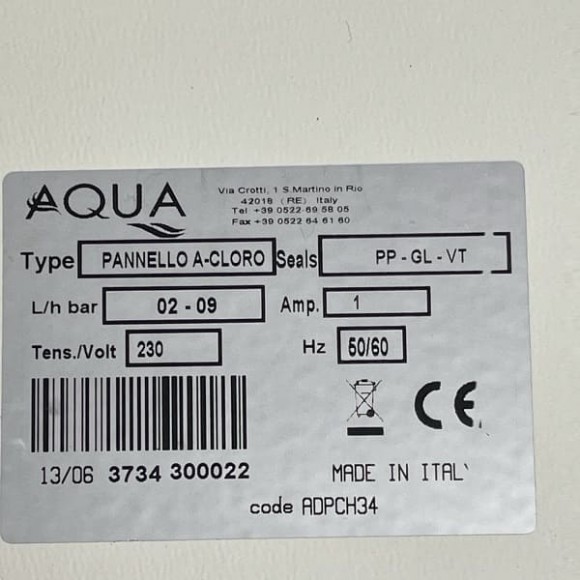 AQUA
Via Crotti, 1 S.Martino in Rio
42018 (RE) Italy
Tel +39 0522 69 58 05
Fax +39 0522 64 61 60
Type PANNELLO A-CLORO Seals PP - GL - VT
L/h bar 02 - 09 Amp. 1
Tens./Volt 230 Hz 50/60
CE
13/06 3734 300022 MADE IN ITAL
code ADPCH34